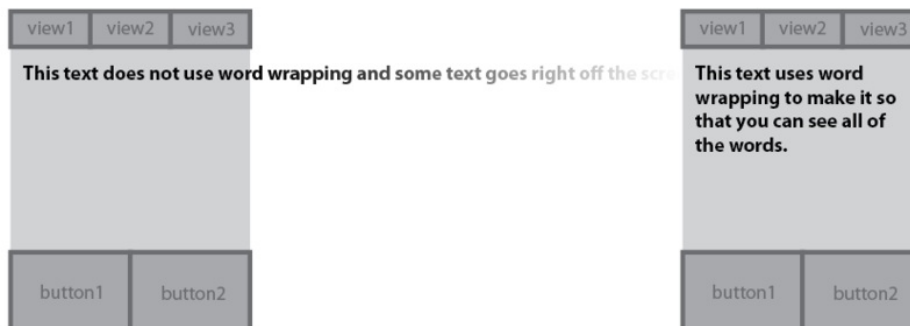 view1 view2 view3
This text does not use word wrapping and some text goes right off the
view1 view2 view3
This text uses word
wrapping to make it so
that you can see all of
the words.
button1 button2
button1 button2